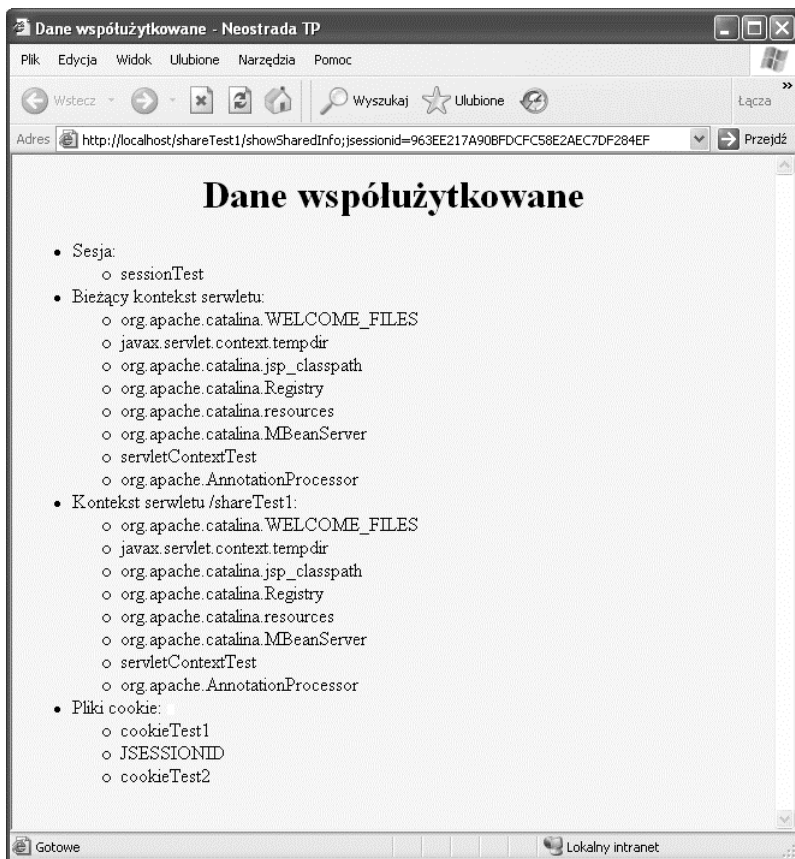 Dane współużytkowane - Neostrada TP
Plik Edycja Widok Ulubione Narzędzia Pomoc
Wstecz Wyszukaj Ulubione Łącza »
Adres http://localhost/shareTest1/showSharedInfo;jsessionid=963EE217A90BFDCFC58E2AEC7DF284EF Przejdź
Dane współużytkowane
• Sesja:
o sessionTest
• Bieżący kontekst serwletu:
o org.apache.catalina.WELCOME_FILES
o javax.servlet.context.tempdir
o org.apache.catalina.jsp_classpath
o org.apache.catalina.Registry
o org.apache.catalina.resources
o org.apache.catalina.MBeanServer
o servletContextTest
o org.apache.AnnotationProcessor
• Kontekst serwletu /shareTest1:
o org.apache.catalina.WELCOME_FILES
o javax.servlet.context.tempdir
o org.apache.catalina.jsp_classpath
o org.apache.catalina.Registry
o org.apache.catalina.resources
o org.apache.catalina.MBeanServer
o servletContextTest
o org.apache.AnnotationProcessor
• Pliki cookie:
o cookieTest1
o JSESSIONID
o cookieTest2
Gotowe Lokalny intranet